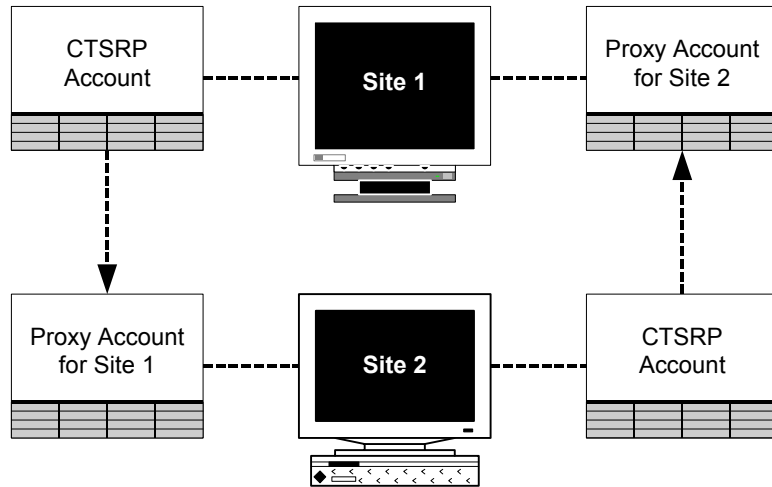 CTSRP
Account
Site 1
Proxy Account
for Site 2
Proxy Account
for Site 1
Site 2
CTSRP
Account